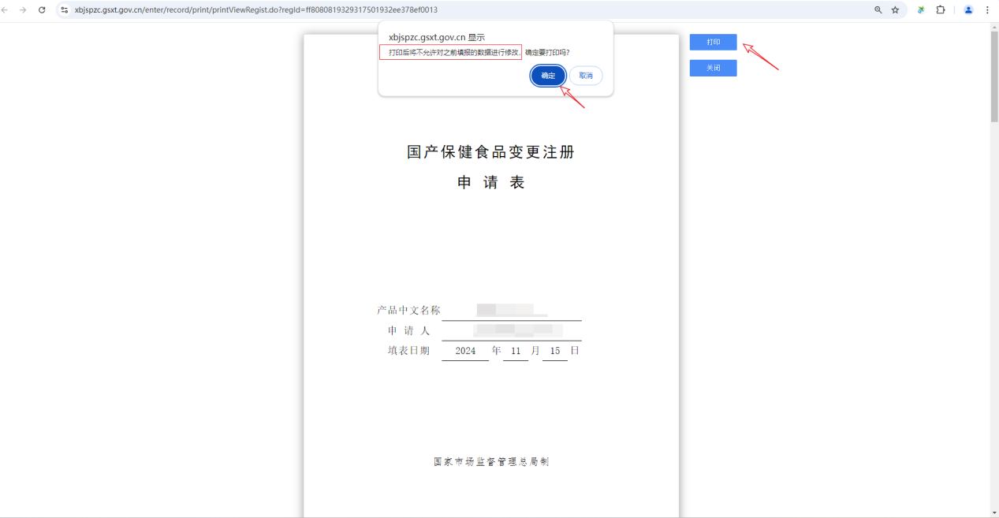 xbjspzc.gsxt.gov.cn/enter/record/print/printViewRegist.do?regId=ff8080819329317501932ee378ef0013
xbjspzc.gsxt.gov.cn 显示
打印后将不允许对之前填报的数据进行修改，确定要打印吗?
确定 取消
打印
关闭
国产保健食品变更注册
申 请 表
产品中文名称
申 请 人
填表日期 2024 年 11 月 15 日
国家市场监督管理总局制